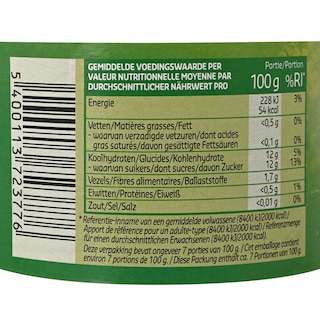 GEMIDDELDE VOEDINGSWAARDE PER
VALEUR NUTRITIONNELLE MOYENNE PAR
DURCHSCHNITTLICHER NÄHRWERT PRO
Portie/Portion
100 g %RI*
Energie 228 kJ 3%
54 kcal
Vetten/Matières grasses/Fett <0,5 g 0%
- waarvan verzadigde vetzuren/dont acides
gras saturés/davon gesättigte Fettsäuren <0,1 g 0%
Koolhydraten/Glucides/Kohlenhydrate 12 g 5%
- waarvan suikers/dont sucres/davon Zucker 12 g 13%
Vezels/Fibres alimentaires/Ballaststoffe 1,7 g
Eiwitten/Protéines/Eiweiß <0,5 g 1%
Zout/Sel/Salz <0,01 g 0%
*Referentie-inname van een gemiddelde volwassene (8400 kJ/2000 kcal) /
Apport de référence pour un adulte-type (8400 kJ/2000 kcal) / Referenzmenge
für einen durchschnittlichen Erwachsenen (8400 kJ/2000 kcal).
Deze verpakking bevat ongeveer 7 porties van 100 g. / Cet emballage contient
environ 7 portions de 100 g. / Diese Packung enthält ca. 7 Portionen von 100 g.
5400113723776